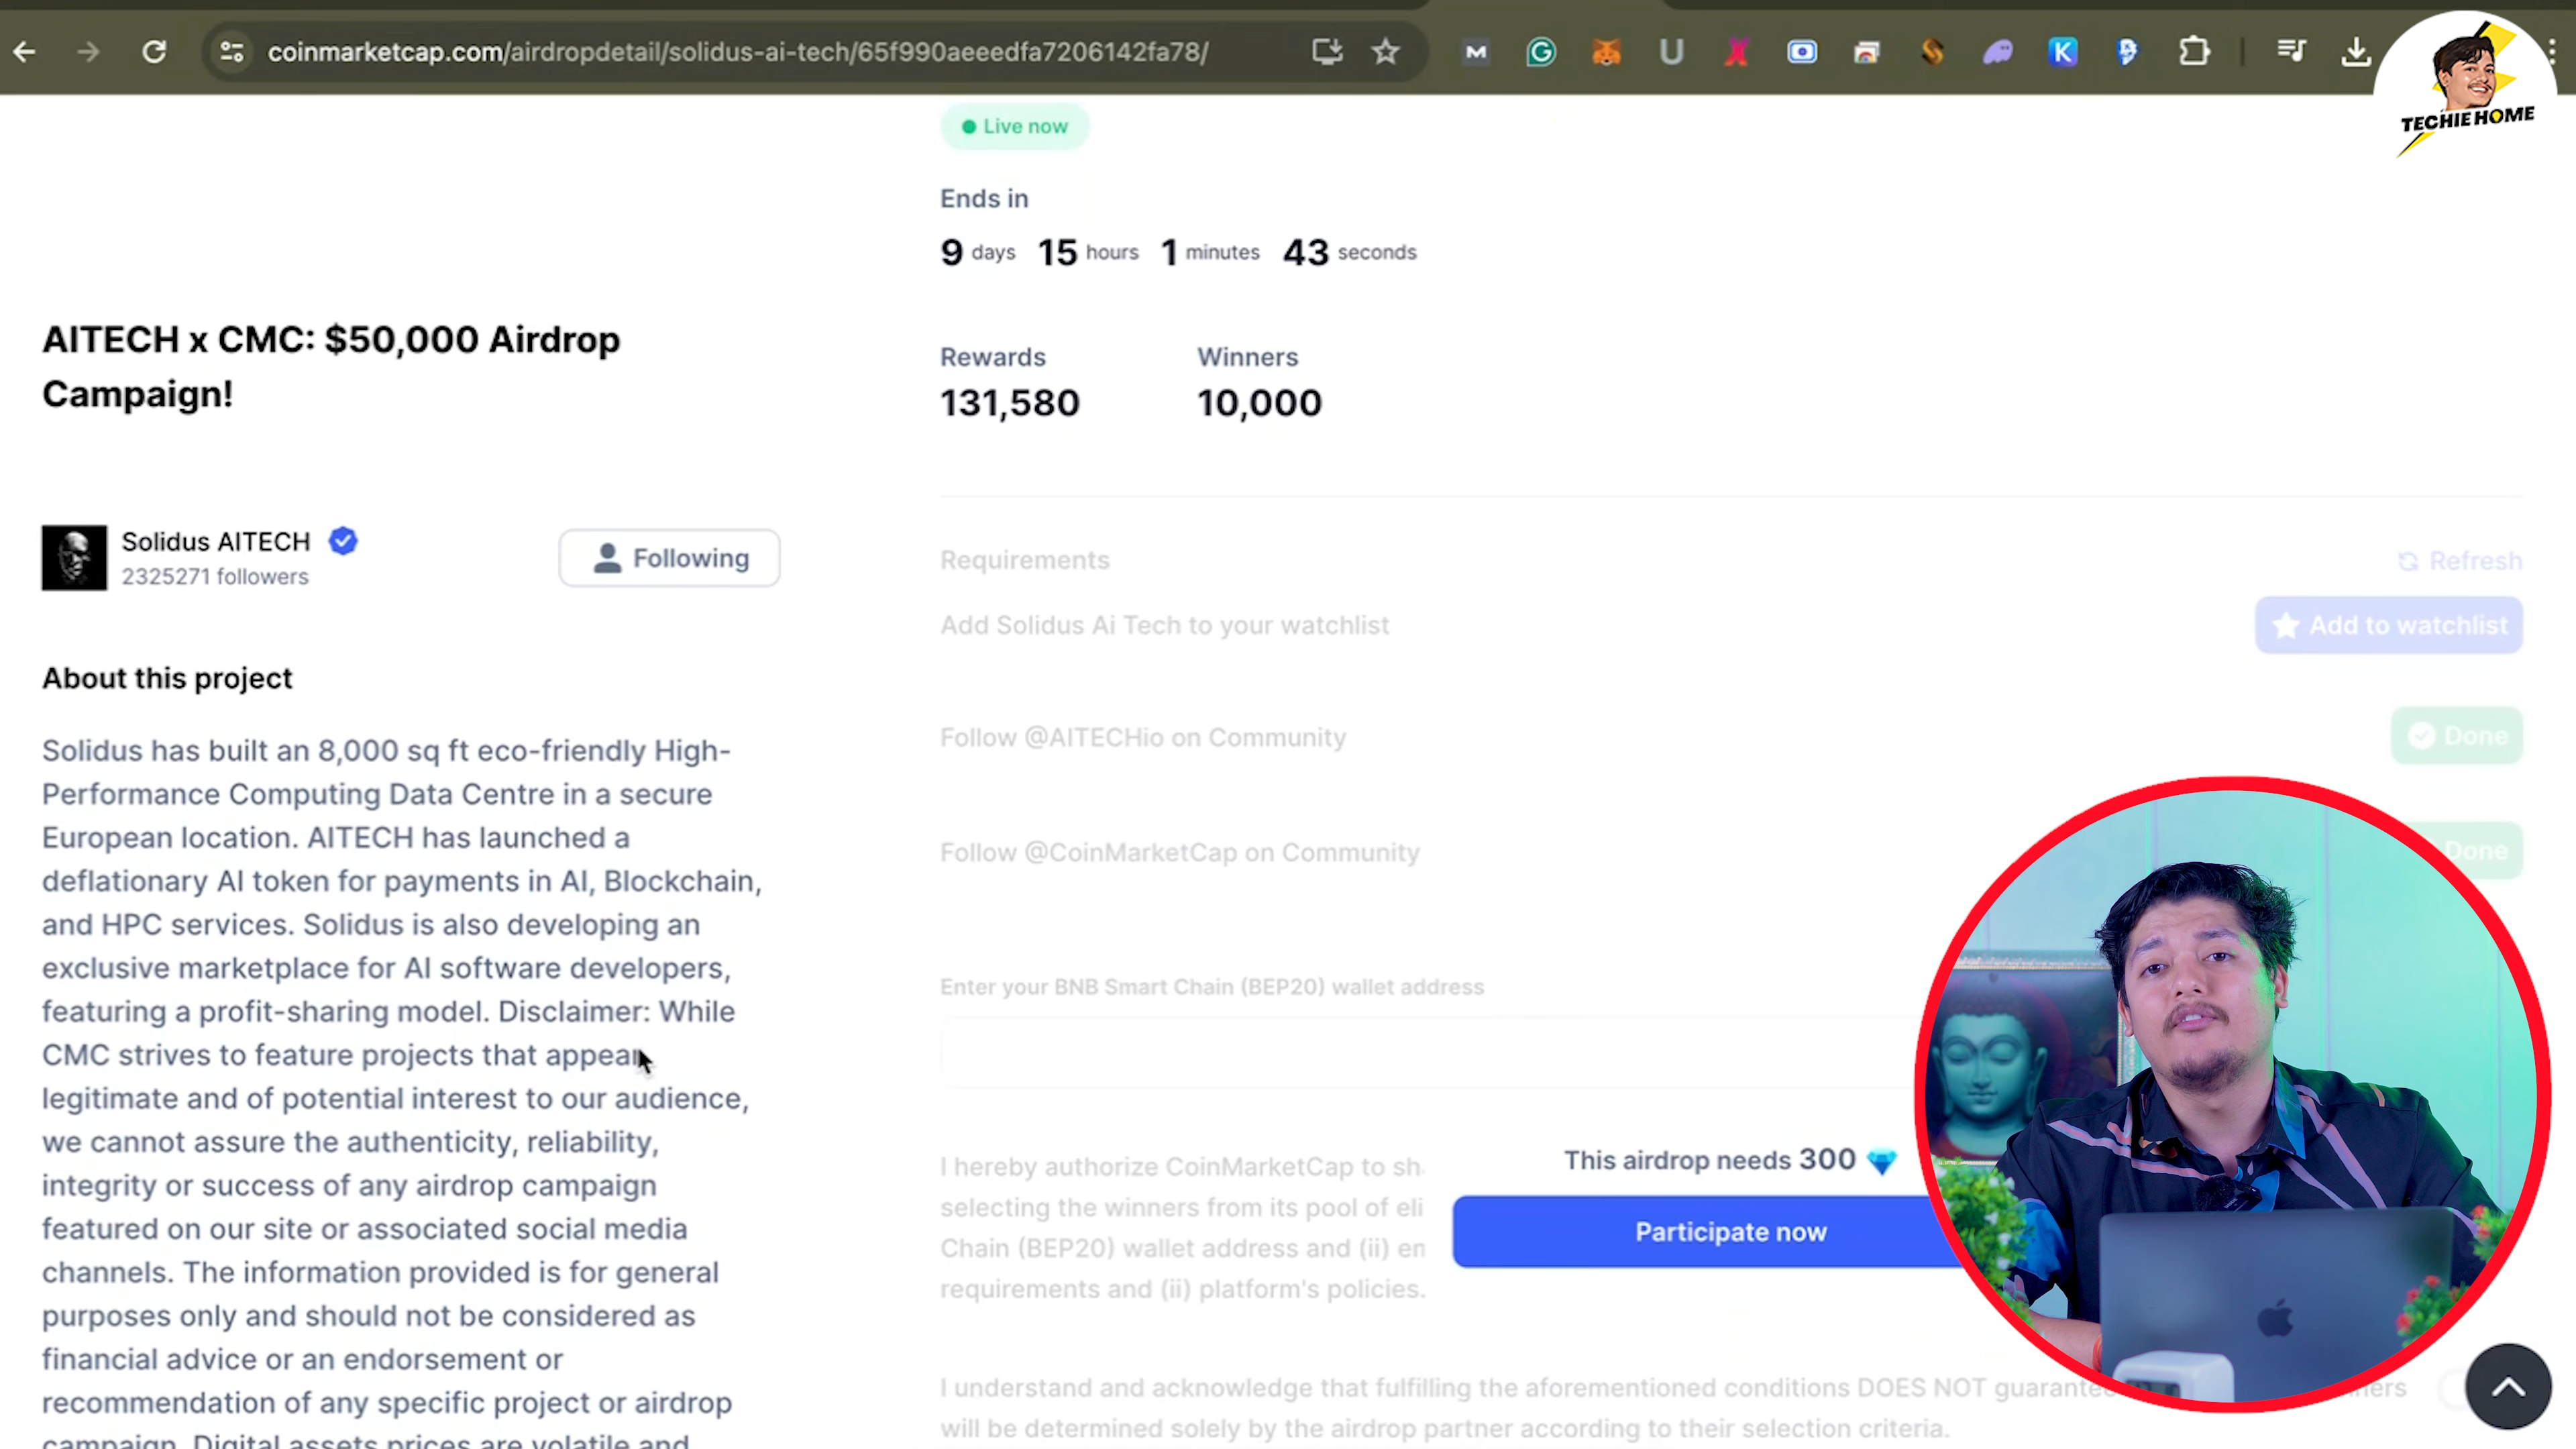 coinmarketcap.com/airdropdetail/solidus-ai-tech/65f990aeeedfa7206142fa78/
TECHIE HOME
Live now
Ends in
9 days 15 hours 1 minutes 43 seconds
AITECH x CMC: $50,000 Airdrop
Campaign!
Rewards Winners
131,580 10,000
Solidus AITECH
2325271 followers
Following
Requirements
Refresh
Add Solidus Ai Tech to your watchlist
Add to watchlist
Follow @AITECHio on Community
Done
Follow @CoinMarketCap on Community
Done
About this project
Solidus has built an 8,000 sq ft eco-friendly High-
Performance Computing Data Centre in a secure
European location. AITECH has launched a
deflationary AI token for payments in AI, Blockchain,
and HPC services. Solidus is also developing an
exclusive marketplace for AI software developers,
featuring a profit-sharing model. Disclaimer: While
CMC strives to feature projects that appear
legitimate and of potential interest to our audience,
we cannot assure the authenticity, reliability,
integrity or success of any airdrop campaign
featured on our site or associated social media
channels. The information provided is for general
purposes only and should not be considered as
financial advice or an endorsement or
recommendation of any specific project or airdrop
campaign. Digital assets prices are volatile and
Enter your BNB Smart Chain (BEP20) wallet address
I hereby authorize CoinMarketCap to
selecting the winners from its pool of
Chain (BEP20) wallet address and (ii)
requirements and (ii) platform's policies.
This airdrop needs 300
Participate now
I understand and acknowledge that fulfilling the aforementioned conditions DOES NOT guarantee
will be determined solely by the airdrop partner according to their selection criteria.